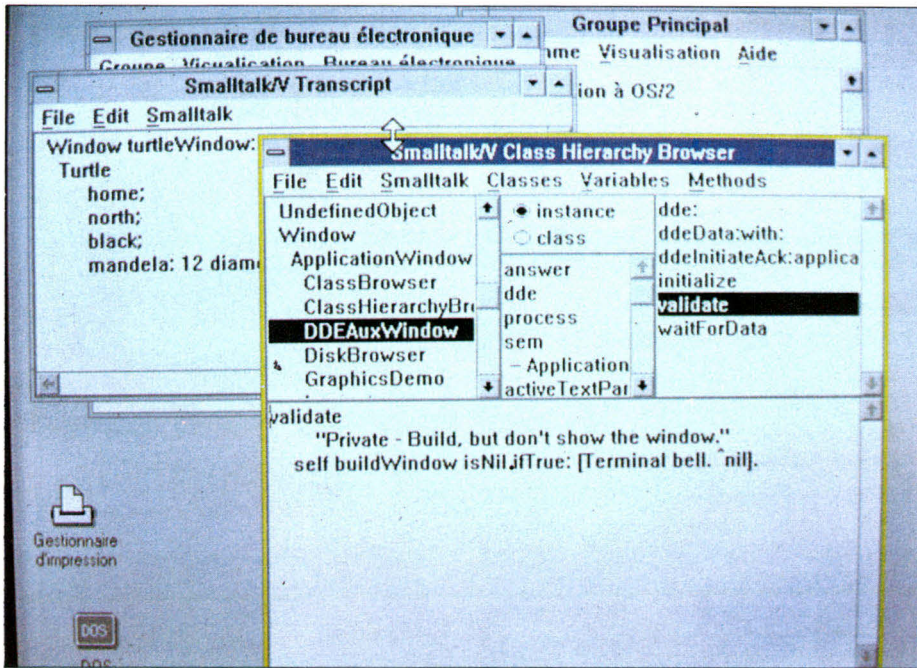 Groupe Principal
Gestionnaire de bureau électronique
Visualisation Aide
Groupe Visualisation Bureau électronique
Smalltalk/V Transcript
ion à OS/2
File Edit Smalltalk
Window turtleWindow:
Turtle
home;
north;
black;
mandela: 12 diam
Smalltalk/V Class Hierarchy Browser
File Edit Smalltalk Classes Variables Methods
UndefinedObject
Window
ApplicationWindow
ClassBrowser
ClassHierarchyBr
DDEAuxWindow
DiskBrowser
GraphicsDemo
instance
class
answer
dde
process
sem
- Application
activeTextPar
dde:
ddeData:with:
ddeInitiateAck:applica
initialize
validate
waitForData
validate
"Private - Build, but don't show the window."
self buildWindow isNil ifTrue: [Terminal bell. ^nil].
Gestionnaire
d'impression
DOS
DOS